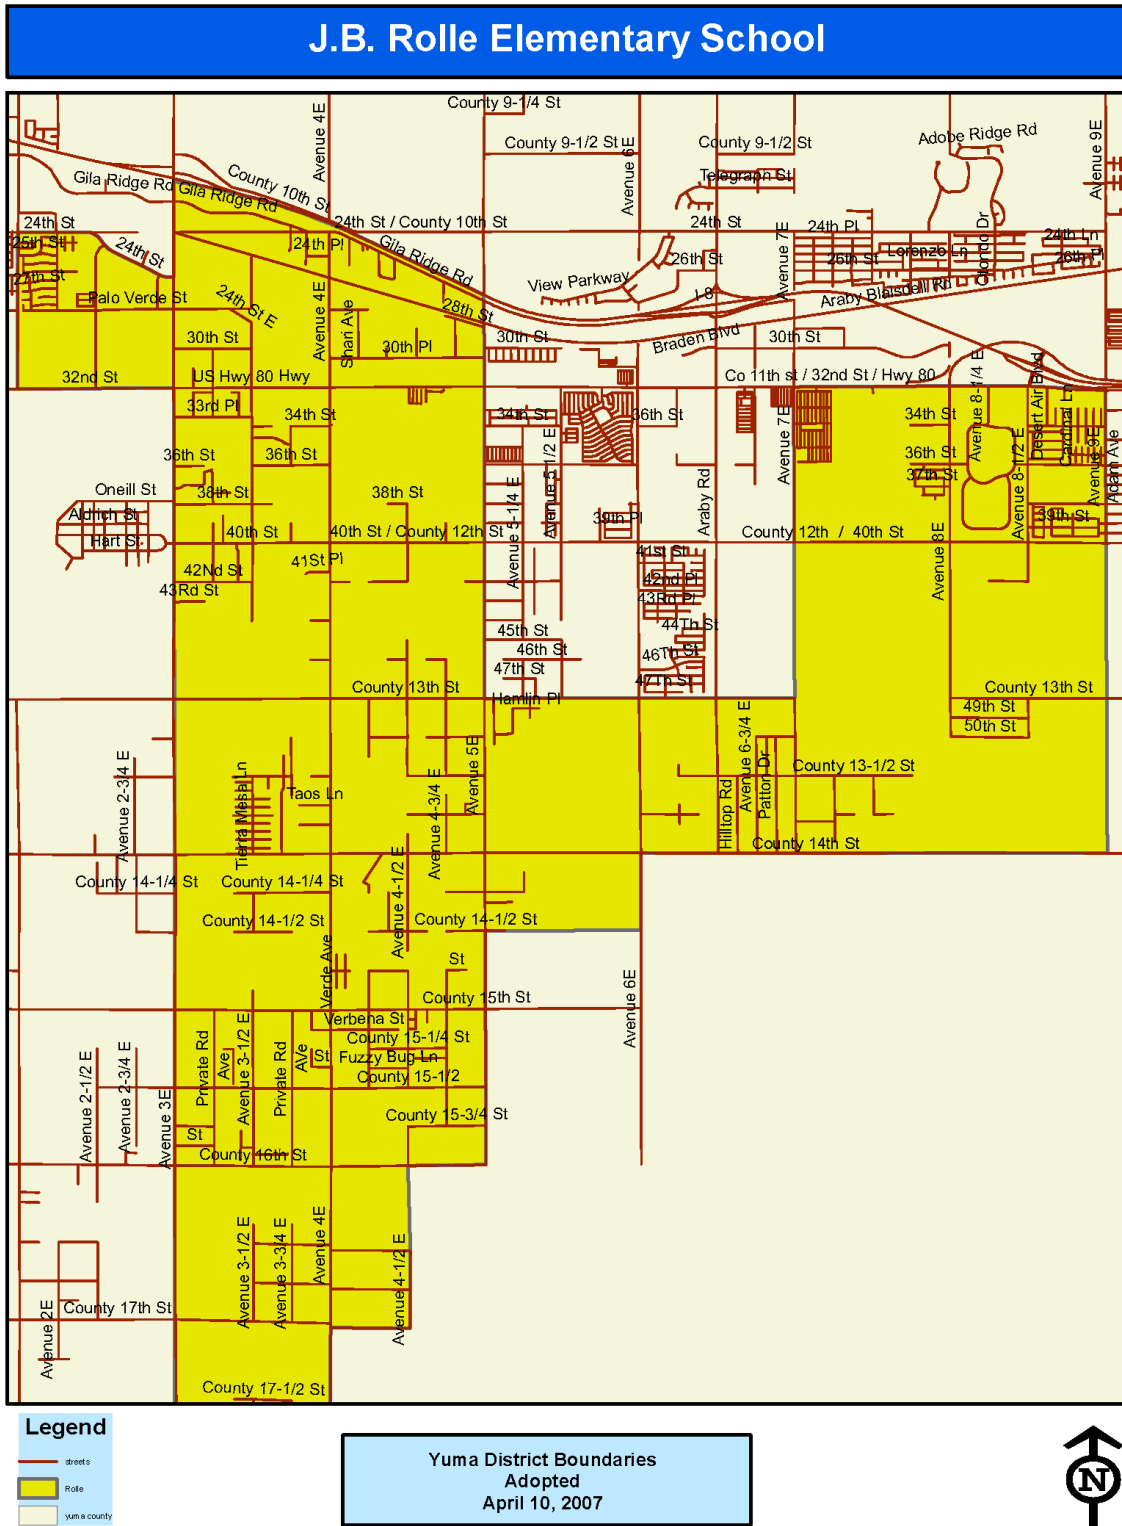 J.B. Rolle Elementary School
County 9-1/4 St
County 9-1/2 St
County 9-1/2 St
Adobe Ridge Rd
Avenue 4E
Avenue 6E
Avenue 9E
Gila Ridge Rd
Gila Ridge Rd
County 10th St
Telegraph St
24th St
24th St
24th St / County 10th St
24th St
24th Pl
Avenue 7E
Otondo Dr
25th St
24th Pl
Gila Ridge Rd
26th St
26th St
Lorenzo Ln
24th Ln
26th Pl
27th St
Palo Verde St
24th St E
Avenue 4E
Shari Ave
28th St
View Parkway
I-8
Araby Blaisdell Rd
30th St
30th Pl
30th St
Braden Blvd
30th St
32nd St
US Hwy 80 Hwy
Co 11th st / 32nd St / Hwy 80
Avenue 8-1/4 E
Desert Air Blvd
Cardinal Ln
33rd Pl
34th St
34th St
36th St
Avenue 7E
34th St
36th St
36th St
Avenue 5-1/2 E
36th St
37th St
Avenue 8-1/2 E
Avenue 9E
Adam Ave
Oneill St
38th St
38th St
Avenue 5-1/4 E
Araby Rd
Aldrich St
39th Pl
39th St
Hart St
40th St
40th St / County 12th St
County 12th / 40th St
41St Pl
41st St
Avenue 8E
42Nd St
42nd Pl
43Rd St
43Rd Pl
44Th St
45th St
46th St
46Th St
47th St
47Th St
County 13th St
Hamlin Pl
County 13th St
49th St
50th St
Avenue 5E
Avenue 6-3/4 E
Avenue 2-3/4 E
Tierra Mesa Ln
Taos Ln
Avenue 4-3/4 E
Hilltop Rd
Patton Dr
County 13-1/2 St
County 14th St
County 14-1/4 St
County 14-1/4 St
Avenue 4-1/2 E
County 14-1/2 St
County 14-1/2 St
Verde Ave
St
Avenue 6E
County 15th St
Verbena St
County 15-1/4 St
Private Rd
Ave
Avenue 3-1/2 E
Private Rd
AVe
St
Fuzzy Bug Ln
County 15-1/2
Avenue 2-1/2 E
Avenue 2-3/4 E
Avenue 3E
County 15-3/4 St
St
County 16th St
Avenue 3-1/2 E
Avenue 3-3/4 E
Avenue 4E
Avenue 4-1/2 E
County 17th St
Avenue 2E
County 17-1/2 St
Legend
streets
Rolle
yuma county
Yuma District Boundaries
Adopted
April 10, 2007
N